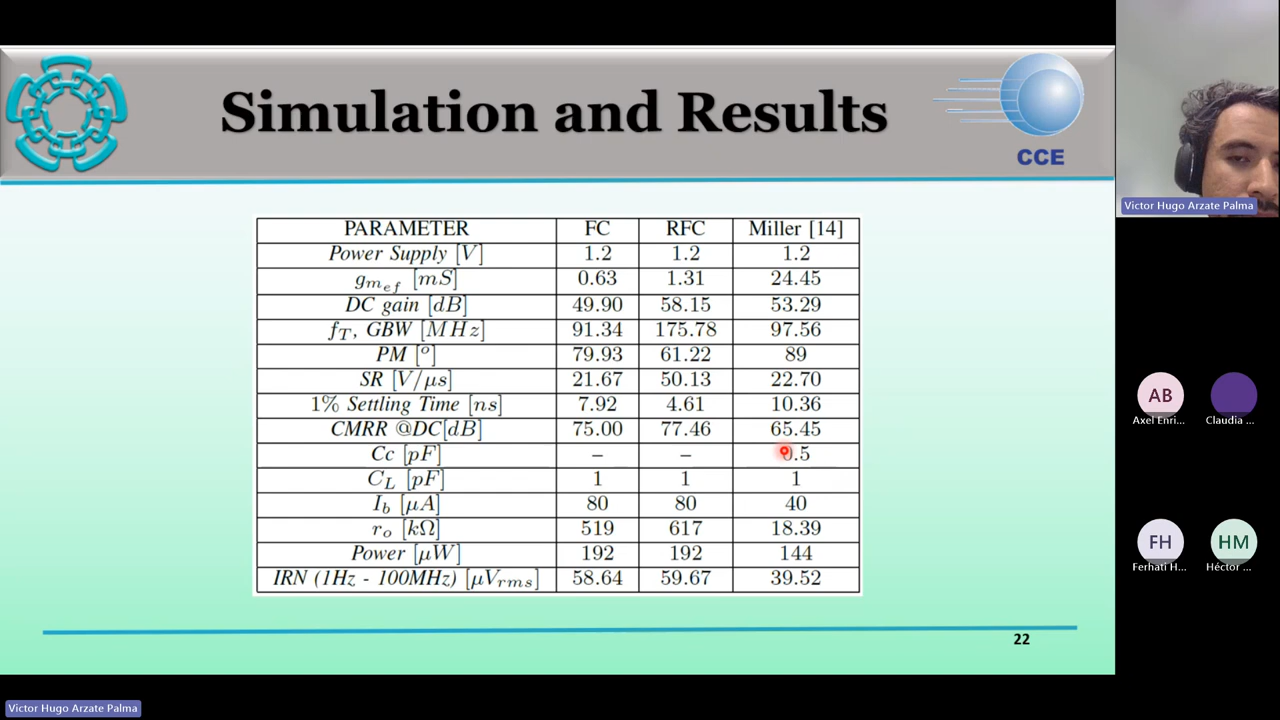 Simulation and Results
CCE
PARAMETER FC RFC Miller [14]
Power Supply [V] 1.2 1.2 1.2
gmef [mS] 0.63 1.31 24.45
DC gain [dB] 49.90 58.15 53.29
fT, GBW [MHz] 91.34 175.78 97.56
PM [o] 79.93 61.22 89
SR [V/μs] 21.67 50.13 22.70
1% Settling Time [ns] 7.92 4.61 10.36
CMRR @DC[dB] 75.00 77.46 65.45
Cc [pF] – – 0.5
CL [pF] 1 1 1
Ib [μA] 80 80 40
ro [kΩ] 519 617 18.39
Power [μW] 192 192 144
IRN (1Hz - 100MHz) [μVrms] 58.64 59.67 39.52
22
Victor Hugo Arzate Palma
AB
Axel Enri...
Claudia ...
FH
Ferhati H...
HM
Héctor ...
Victor Hugo Arzate Palma